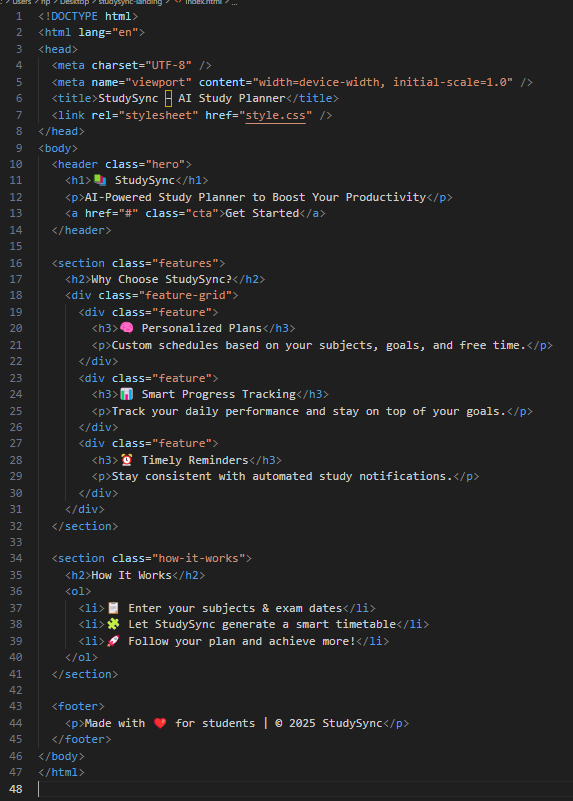 : > Users > hp > Desktop > studysync-landing > <> index.html > ...
1 <!DOCTYPE html>
2 <html lang="en">
3 <head>
4 <meta charset="UTF-8" />
5 <meta name="viewport" content="width=device-width, initial-scale=1.0" />
6 <title>StudySync – AI Study Planner</title>
7 <link rel="stylesheet" href="style.css" />
8 </head>
9 <body>
10 <header class="hero">
11 <h1>📚 StudySync</h1>
12 <p>AI-Powered Study Planner to Boost Your Productivity</p>
13 <a href="#" class="cta">Get Started</a>
14 </header>
15
16 <section class="features">
17 <h2>Why Choose StudySync?</h2>
18 <div class="feature-grid">
19 <div class="feature">
20 <h3>🧠 Personalized Plans</h3>
21 <p>Custom schedules based on your subjects, goals, and free time.</p>
22 </div>
23 <div class="feature">
24 <h3>📊 Smart Progress Tracking</h3>
25 <p>Track your daily performance and stay on top of your goals.</p>
26 </div>
27 <div class="feature">
28 <h3>⏰ Timely Reminders</h3>
29 <p>Stay consistent with automated study notifications.</p>
30 </div>
31 </div>
32 </section>
33
34 <section class="how-it-works">
35 <h2>How It Works</h2>
36 <ol>
37 <li>📋 Enter your subjects & exam dates</li>
38 <li>🧩 Let StudySync generate a smart timetable</li>
39 <li>🚀 Follow your plan and achieve more!</li>
40 </ol>
41 </section>
42
43 <footer>
44 <p>Made with ❤️ for students | © 2025 StudySync</p>
45 </footer>
46 </body>
47 </html>
48